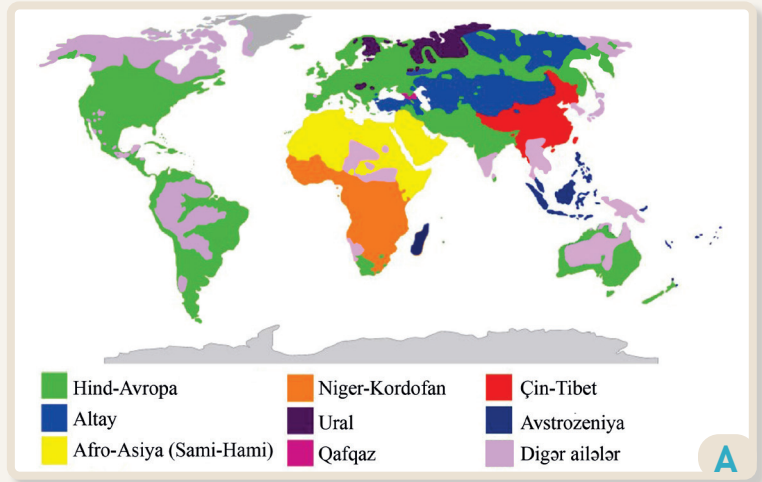 Hind-Avropa
Altay
Afro-Asiya (Sami-Hami)
Niger-Kordofan
Ural
Qafqaz
Çin-Tibet
Avstrozeniya
Digər ailələr
A